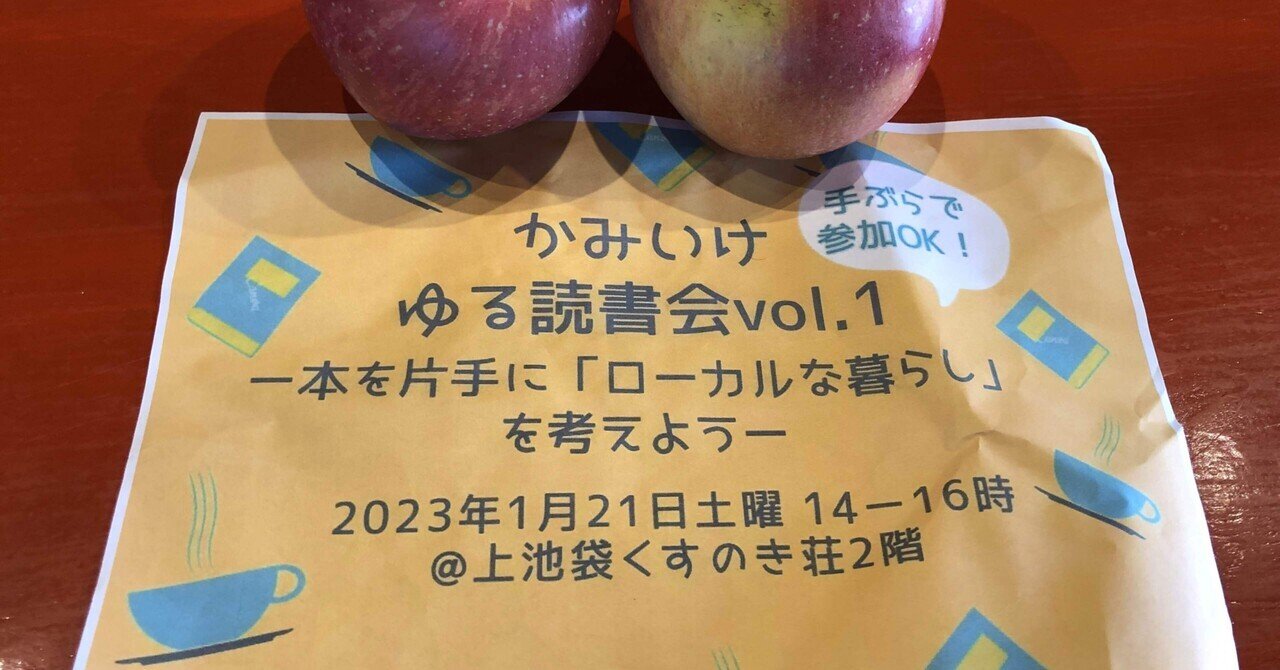 手ぶらで
参加OK！
かみいけ
ゆる読書会vol.1
ー本を片手に「ローカルな暮らし」
を考えようー
2023年1月21日土曜 14ー16時
@上池袋くすのき荘2階